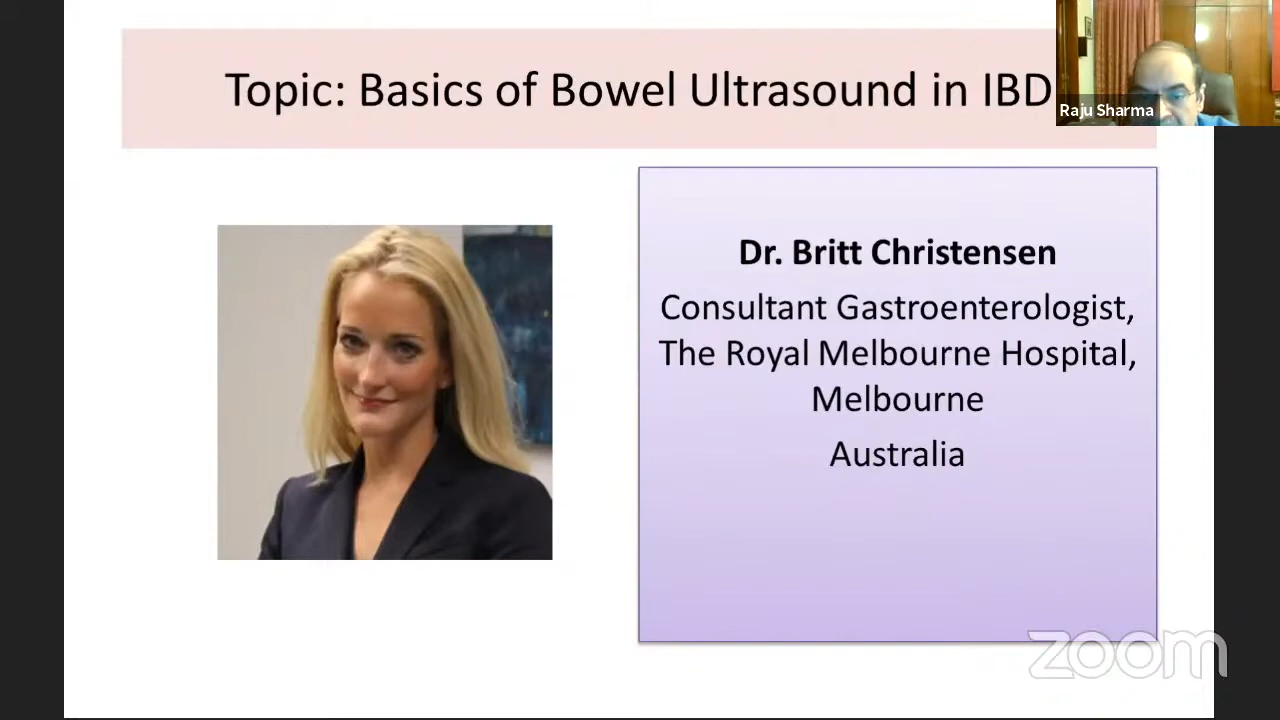 Topic: Basics of Bowel Ultrasound in IBD
Raju Sharma
Dr. Britt Christensen
Consultant Gastroenterologist,
The Royal Melbourne Hospital,
Melbourne
Australia
zoom